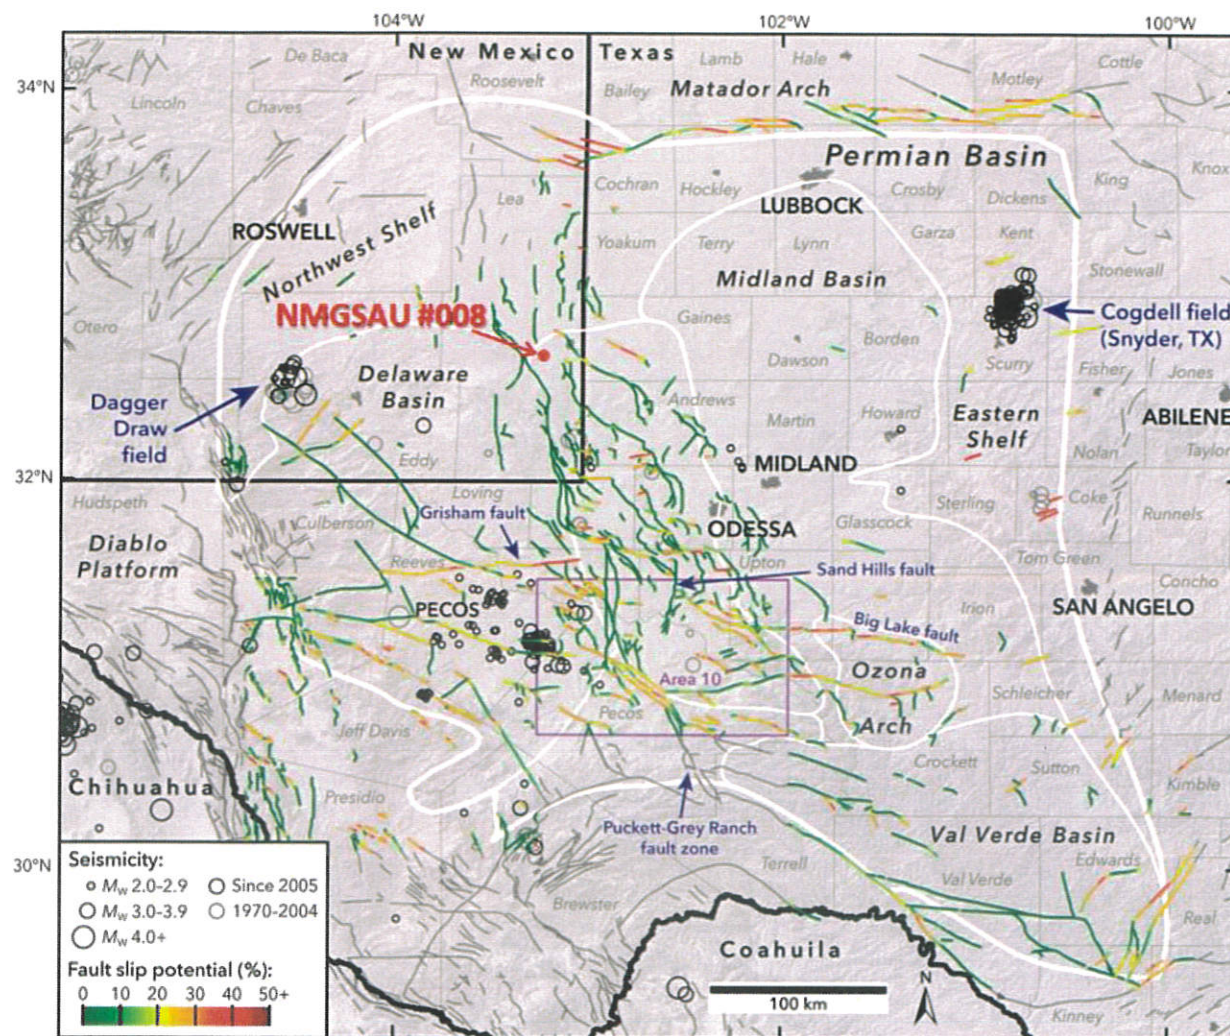 104°W
102°W
100°W
34°N
32°N
30°N
New Mexico
Texas
De Baca
Roosevelt
Lincoln
Chaves
Lamb
Hale
Bailey
Matador Arch
Motley
Cottle
Permian Basin
Cochran
Hockley
Crosby
Dickens
King
Knox
LUBBOCK
Lea
ROSWELL
Northwest Shelf
Yoakum
Terry
Lynn
Garza
Kent
Stonewall
Midland Basin
NMGSAU #008
Otero
Gaines
Dawson
Borden
Scurry
Cogdell field
(Snyder, TX)
Fisher
Jones
Delaware
Basin
Dagger
Draw
field
Andrews
Martin
Howard
Eastern
Shelf
ABILENE
Nolan
Taylor
Eddy
MIDLAND
Hudspeth
Culberson
Loving
Grisham fault
ODESSA
Glasscock
Sterling
Coke
Runnels
Diablo
Platform
Reeves
Upton
Sand Hills fault
Tom Green
Concho
PECOS
Irion
SAN ANGELO
Big Lake fault
Area 10
Ozona
Arch
Schleicher
Menard
Pecos
Jeff Davis
Crockett
Sutton
Kimble
Chihuahua
Presidio
Puckett-Grey Ranch
fault zone
Val Verde Basin
Terrell
Val Verde
Edwards
Real
Brewster
Coahuila
Kinney
N
100 km
Seismicity:
Mw 2.0-2.9
Since 2005
Mw 3.0-3.9
1970-2004
Mw 4.0+
Fault slip potential (%):
0 10 20 30 40 50+